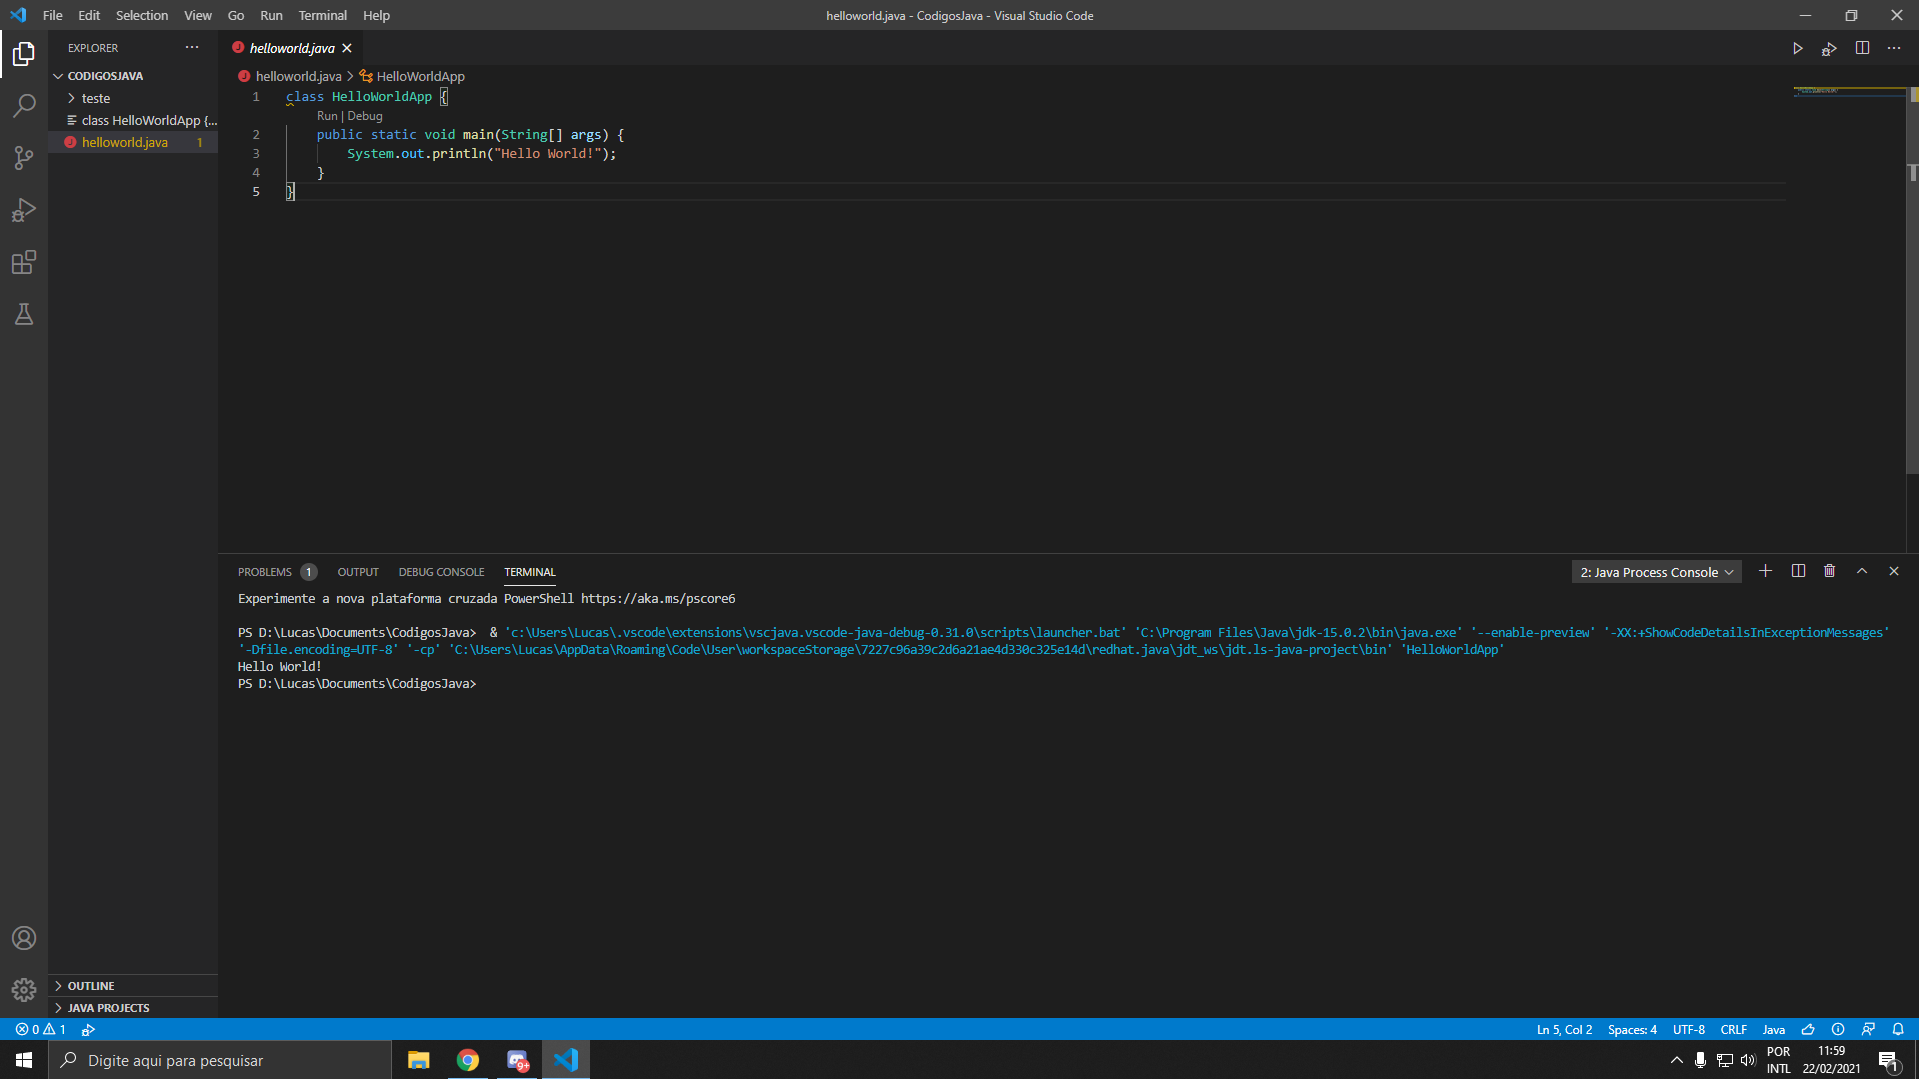 File Edit Selection View Go Run Terminal Help
helloworld.java - CodigosJava - Visual Studio Code
EXPLORER
CODIGOSJAVA
teste
class HelloWorldApp {...
helloworld.java 1
helloworld.java
helloworld.java > HelloWorldApp
1 class HelloWorldApp {
Run | Debug
2 public static void main(String[] args) {
3 System.out.println("Hello World!");
4 }
5 }
PROBLEMS 1 OUTPUT DEBUG CONSOLE TERMINAL
2: Java Process Console
Experimente a nova plataforma cruzada PowerShell https://aka.ms/pscore6
PS D:\Lucas\Documents\CodigosJava>  & 'c:\Users\Lucas\.vscode\extensions\vscjava.vscode-java-debug-0.31.0\scripts\launcher.bat' 'C:\Program Files\Java\jdk-15.0.2\bin\java.exe' '--enable-preview' '-XX:+ShowCodeDetailsInExceptionMessages'
'-Dfile.encoding=UTF-8' '-cp' 'C:\Users\Lucas\AppData\Roaming\Code\User\workspaceStorage\7227c96a39c2d6a21ae4d330c325e14d\redhat.java\jdt_ws\jdt.ls-java-project\bin' 'HelloWorldApp'
Hello World!
PS D:\Lucas\Documents\CodigosJava>
OUTLINE
JAVA PROJECTS
0 1
Ln 5, Col 2 Spaces: 4 UTF-8 CRLF Java
Digite aqui para pesquisar
9+
POR
INTL
11:59
22/02/2021
1